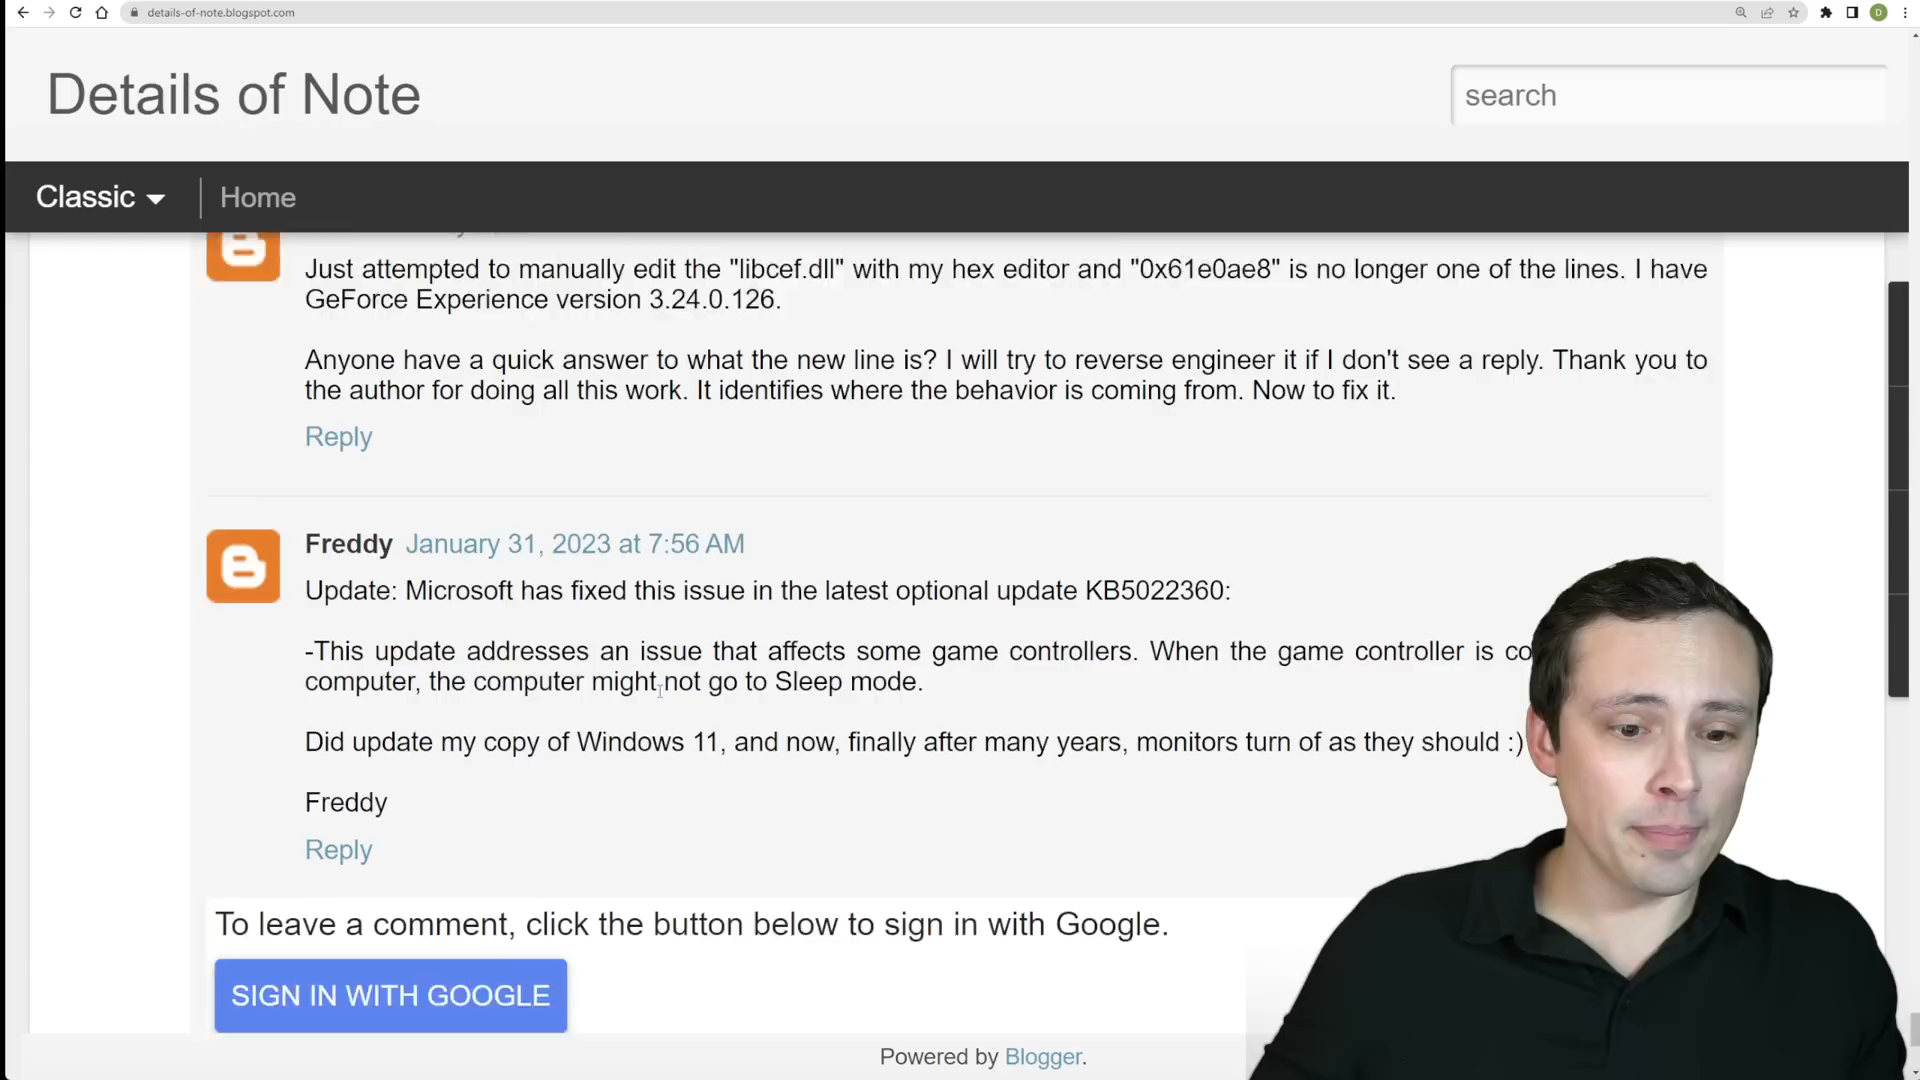 details-of-note.blogspot.com
D
Details of Note
search
Classic
Home
Just attempted to manually edit the "libcef.dll" with my hex editor and "0x61e0ae8" is no longer one of the lines. I have
GeForce Experience version 3.24.0.126.
Anyone have a quick answer to what the new line is? I will try to reverse engineer it if I don't see a reply. Thank you to
the author for doing all this work. It identifies where the behavior is coming from. Now to fix it.
Reply
Freddy January 31, 2023 at 7:56 AM
Update: Microsoft has fixed this issue in the latest optional update KB5022360:
-This update addresses an issue that affects some game controllers. When the game controller is co
computer, the computer might not go to Sleep mode.
Did update my copy of Windows 11, and now, finally after many years, monitors turn of as they should :)
Freddy
Reply
To leave a comment, click the button below to sign in with Google.
SIGN IN WITH GOOGLE
Powered by Blogger.